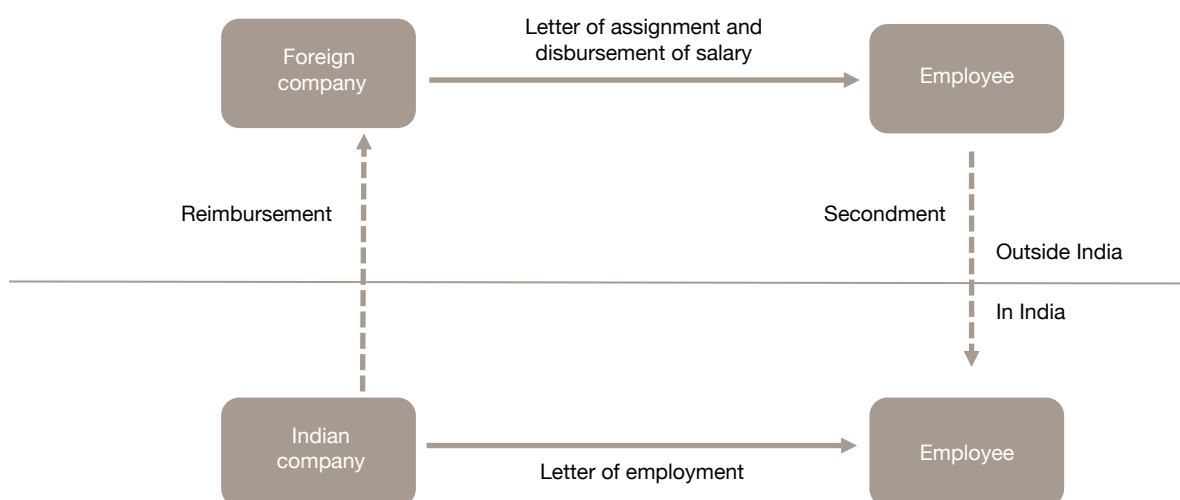 Letter of assignment and
disbursement of salary
Foreign
company
Employee
Reimbursement
Secondment
Outside India
In India
Indian
company
Letter of employment
Employee